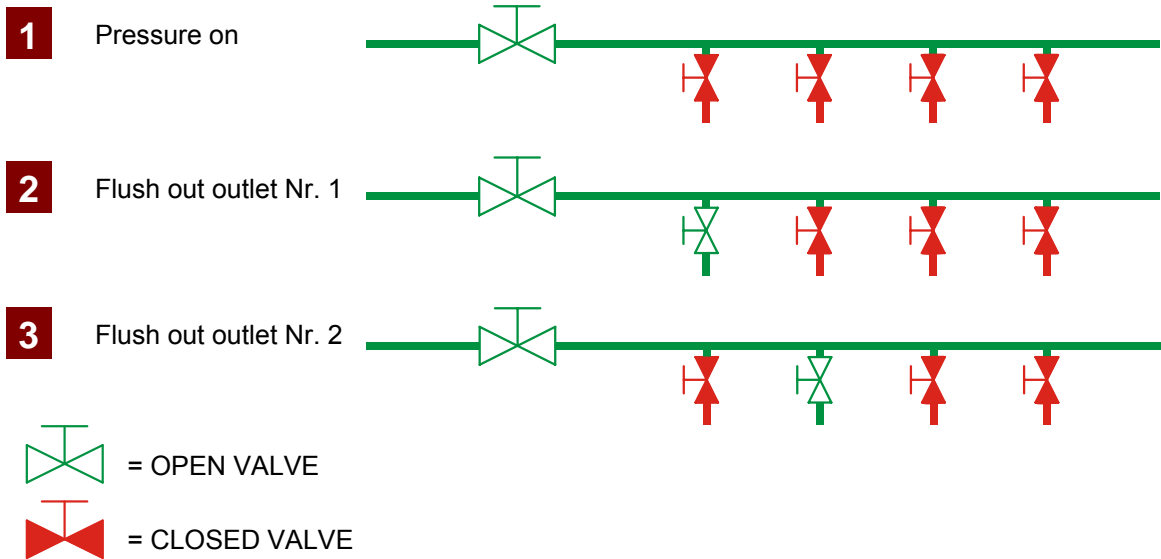 1 Pressure on
2 Flush out outlet Nr. 1
3 Flush out outlet Nr. 2
= OPEN VALVE
= CLOSED VALVE